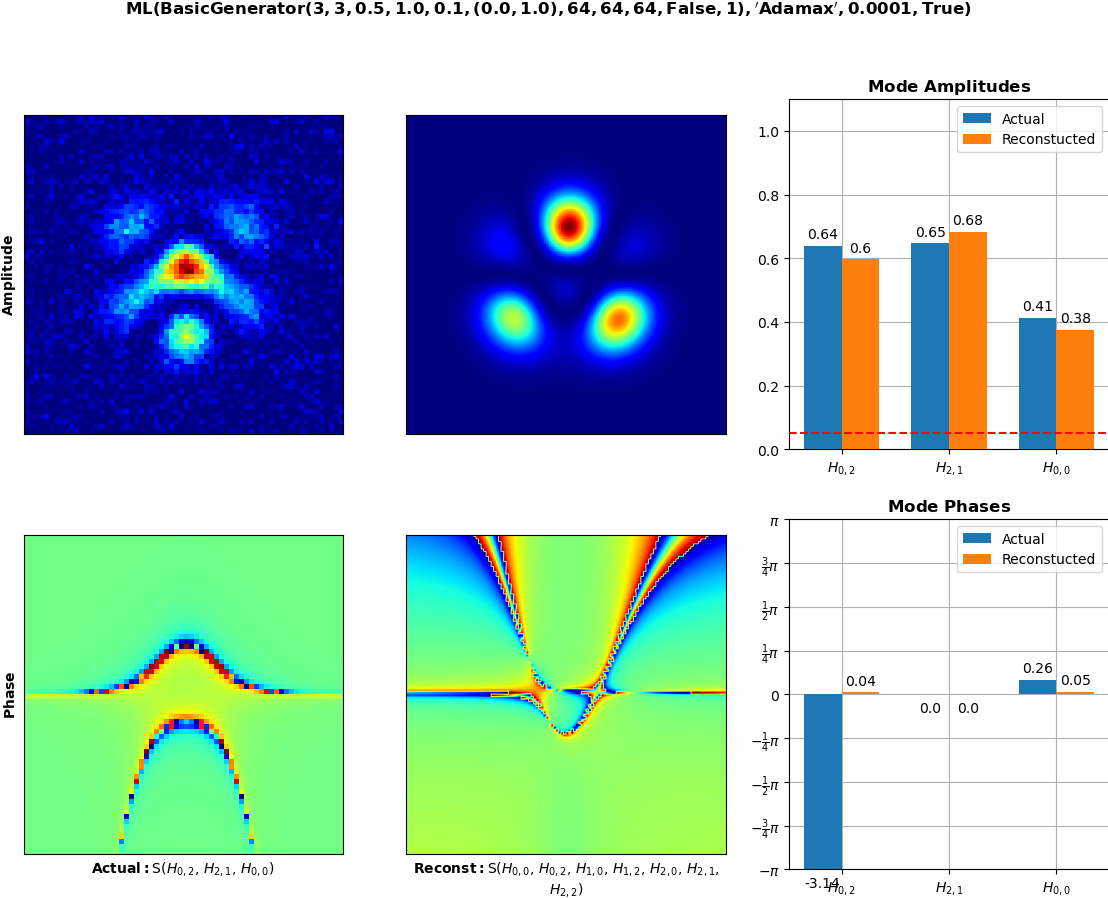 ML(BasicGenerator(3, 3, 0.5, 1.0, 0.1, (0.0, 1.0), 64, 64, 64, False, 1), 'Adamax', 0.0001, True)
Amplitude
Mode Amplitudes
Actual
Reconstucted
1.0
0.8
0.6
0.4
0.2
0.0
0.64
0.6
0.65
0.68
0.41
0.38
H₀,₂
H₂,₁
H₀,₀
Phase
Actual: S(H₀,₂, H₂,₁, H₀,₀)
Reconst: S(H₀,₀, H₀,₂, H₁,₀, H₁,₂, H₂,₀, H₂,₁,
H₂,₂)
Mode Phases
Actual
Reconstucted
π
3/4π
1/2π
1/4π
0
−1/4π
−1/2π
−3/4π
−π
-3.14
0.04
0.0
0.0
0.26
0.05
H₀,₂
H₂,₁
H₀,₀